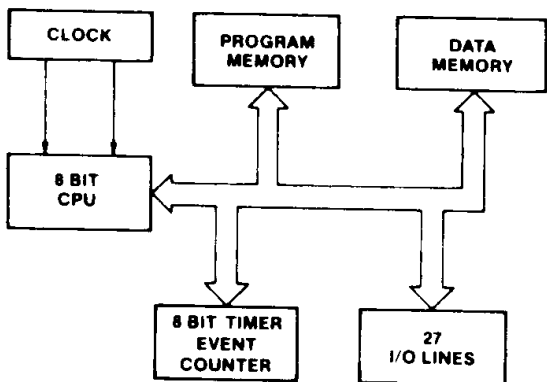 CLOCK
PROGRAM
MEMORY
DATA
MEMORY
8 BIT
CPU
8 BIT TIMER
EVENT
COUNTER
27
I/O LINES